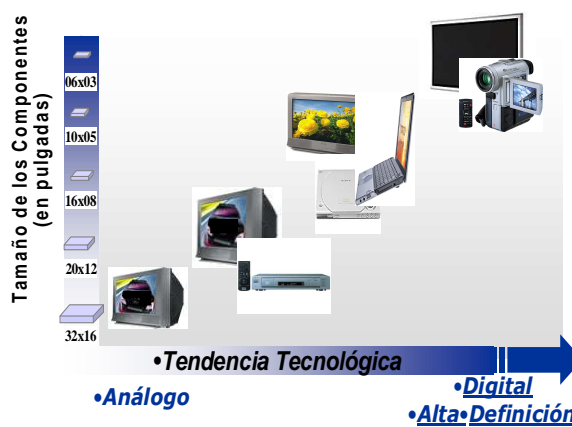 Tamaño de los Componentes
(en pulgadas)
06x03
10x05
16x08
20x12
32x16
•Tendencia Tecnológica
•Análogo
•Digital
•Alta•Definición